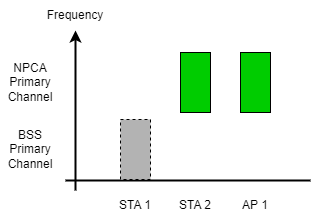 Frequency
NPCA
Primary
Channel
BSS
Primary
Channel
STA 1
STA 2
AP 1